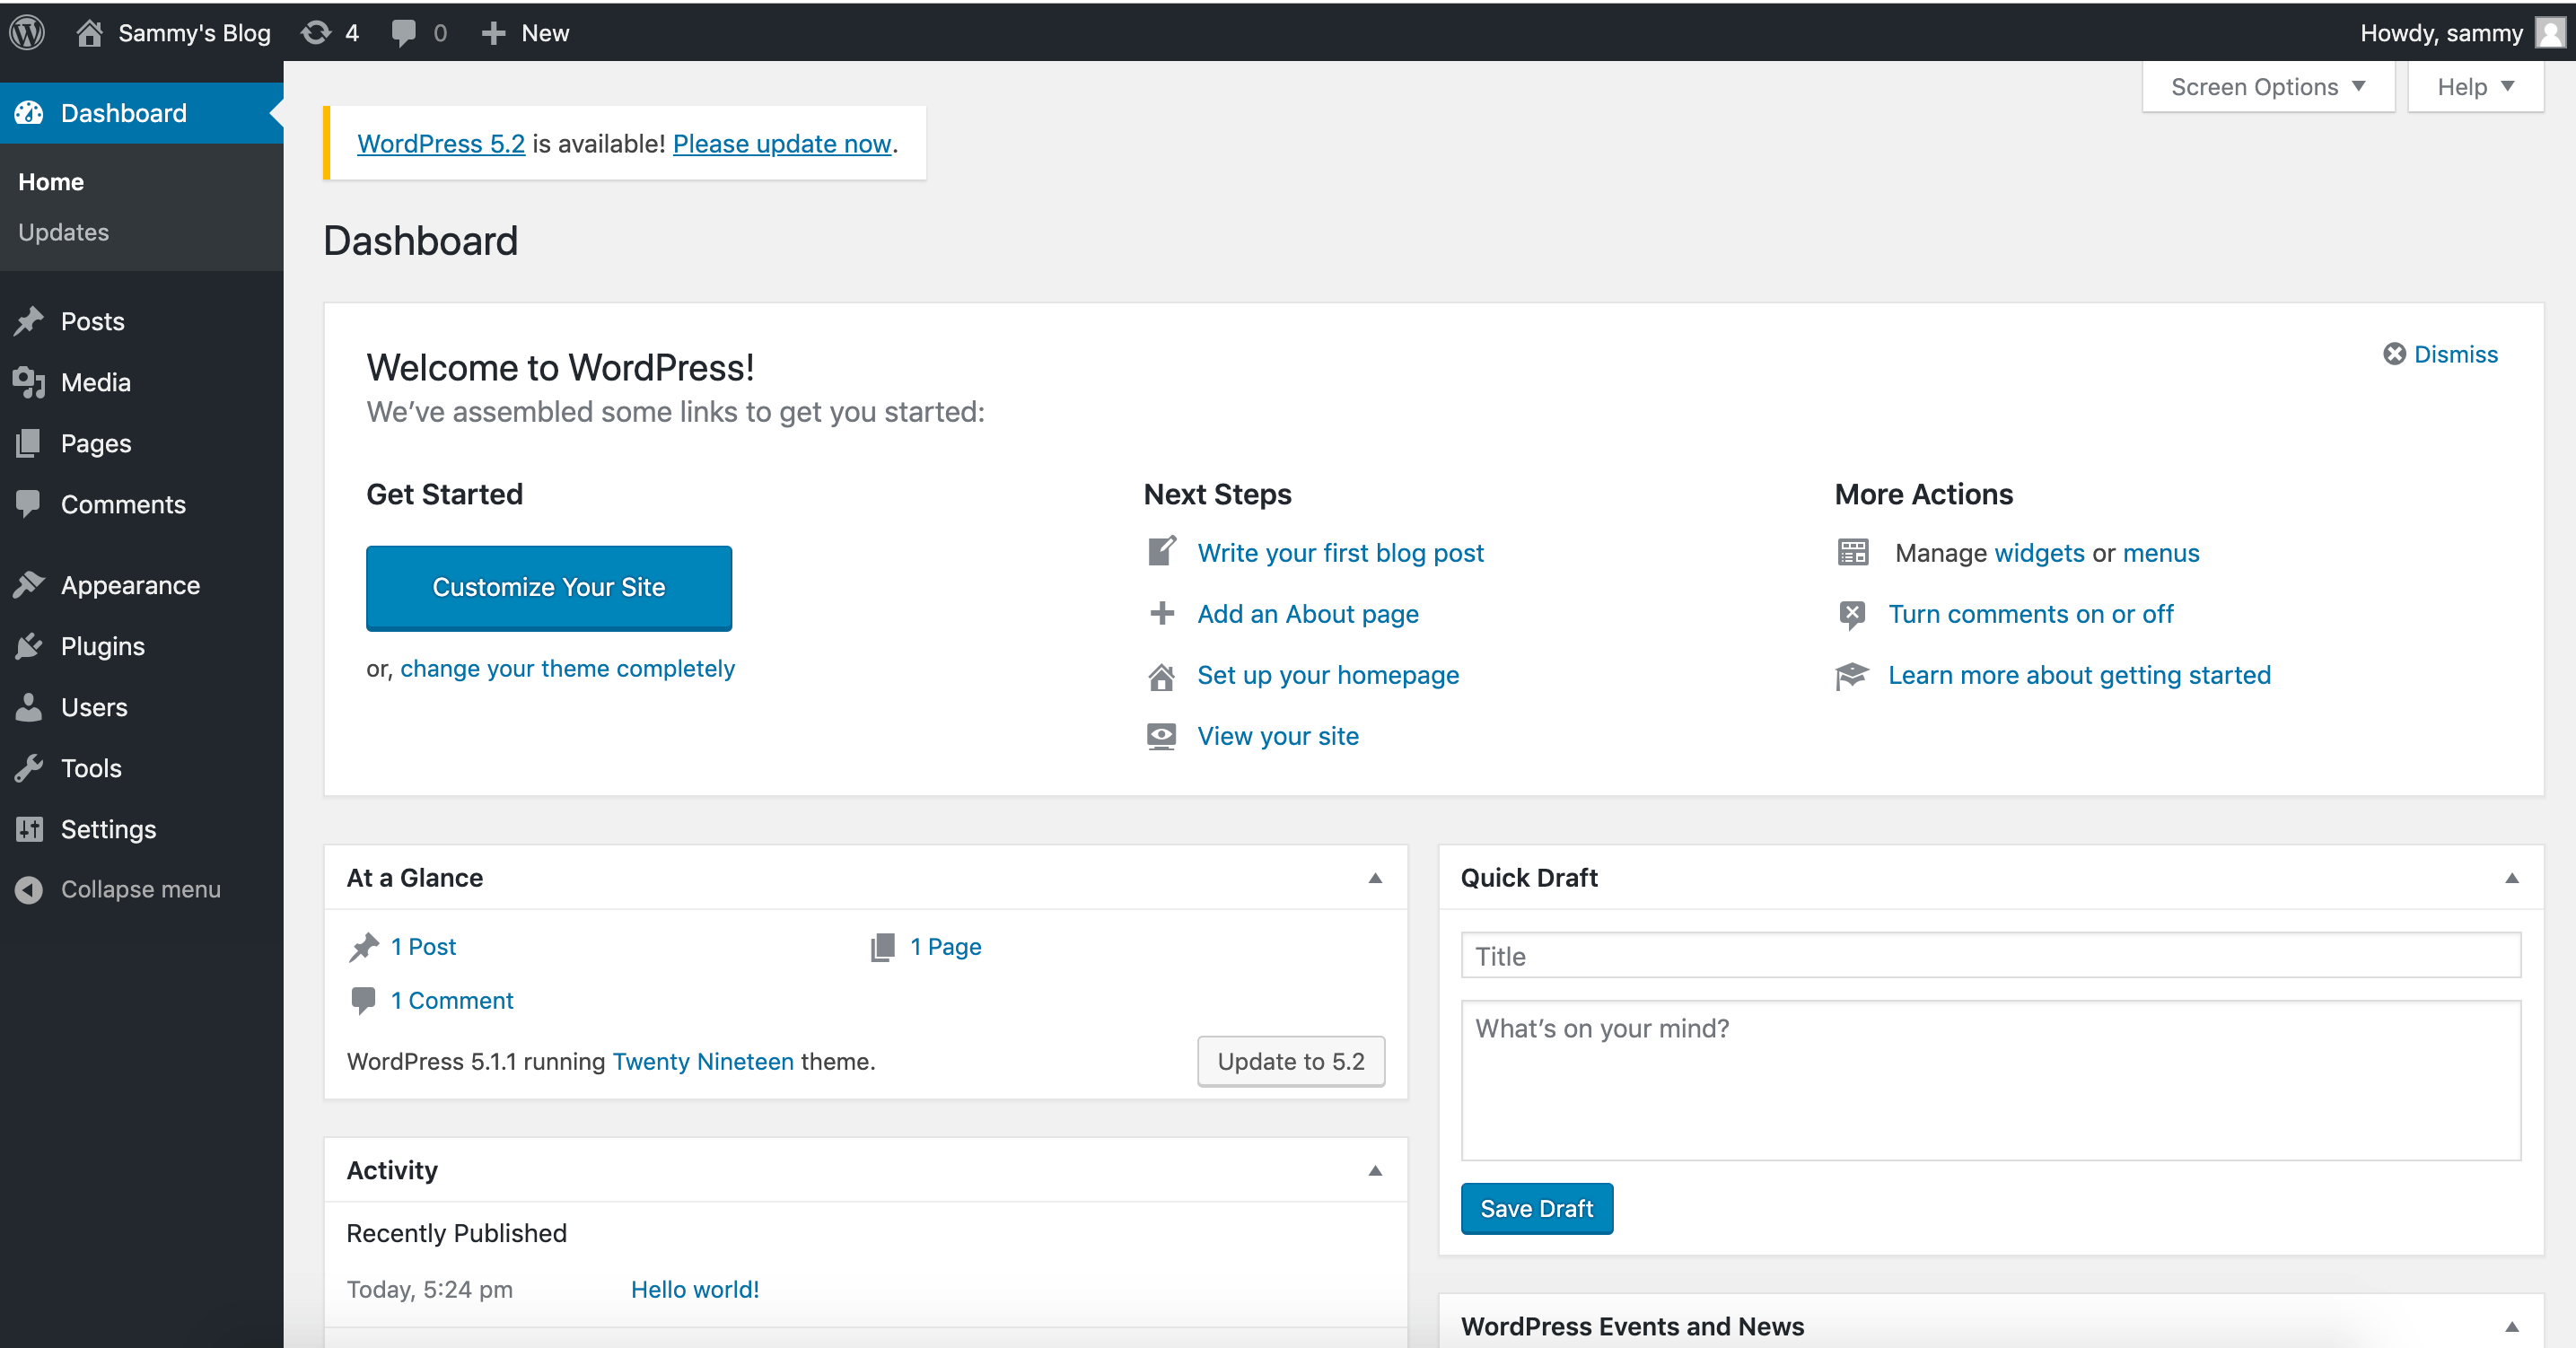 Sammy's Blog 4 0 New Howdy, sammy
Screen Options Help
Dashboard
Home
Updates
Posts
Media
Pages
Comments
Appearance
Plugins
Users
Tools
Settings
Collapse menu
WordPress 5.2 is available! Please update now.
Dashboard
Welcome to WordPress!
Dismiss
We’ve assembled some links to get you started:
Get Started
Customize Your Site
or, change your theme completely
Next Steps
Write your first blog post
Add an About page
Set up your homepage
View your site
More Actions
Manage widgets or menus
Turn comments on or off
Learn more about getting started
At a Glance
1 Post
1 Page
1 Comment
WordPress 5.1.1 running Twenty Nineteen theme.
Update to 5.2
Activity
Recently Published
Today, 5:24 pm Hello world!
Quick Draft
Title
What’s on your mind?
Save Draft
WordPress Events and News